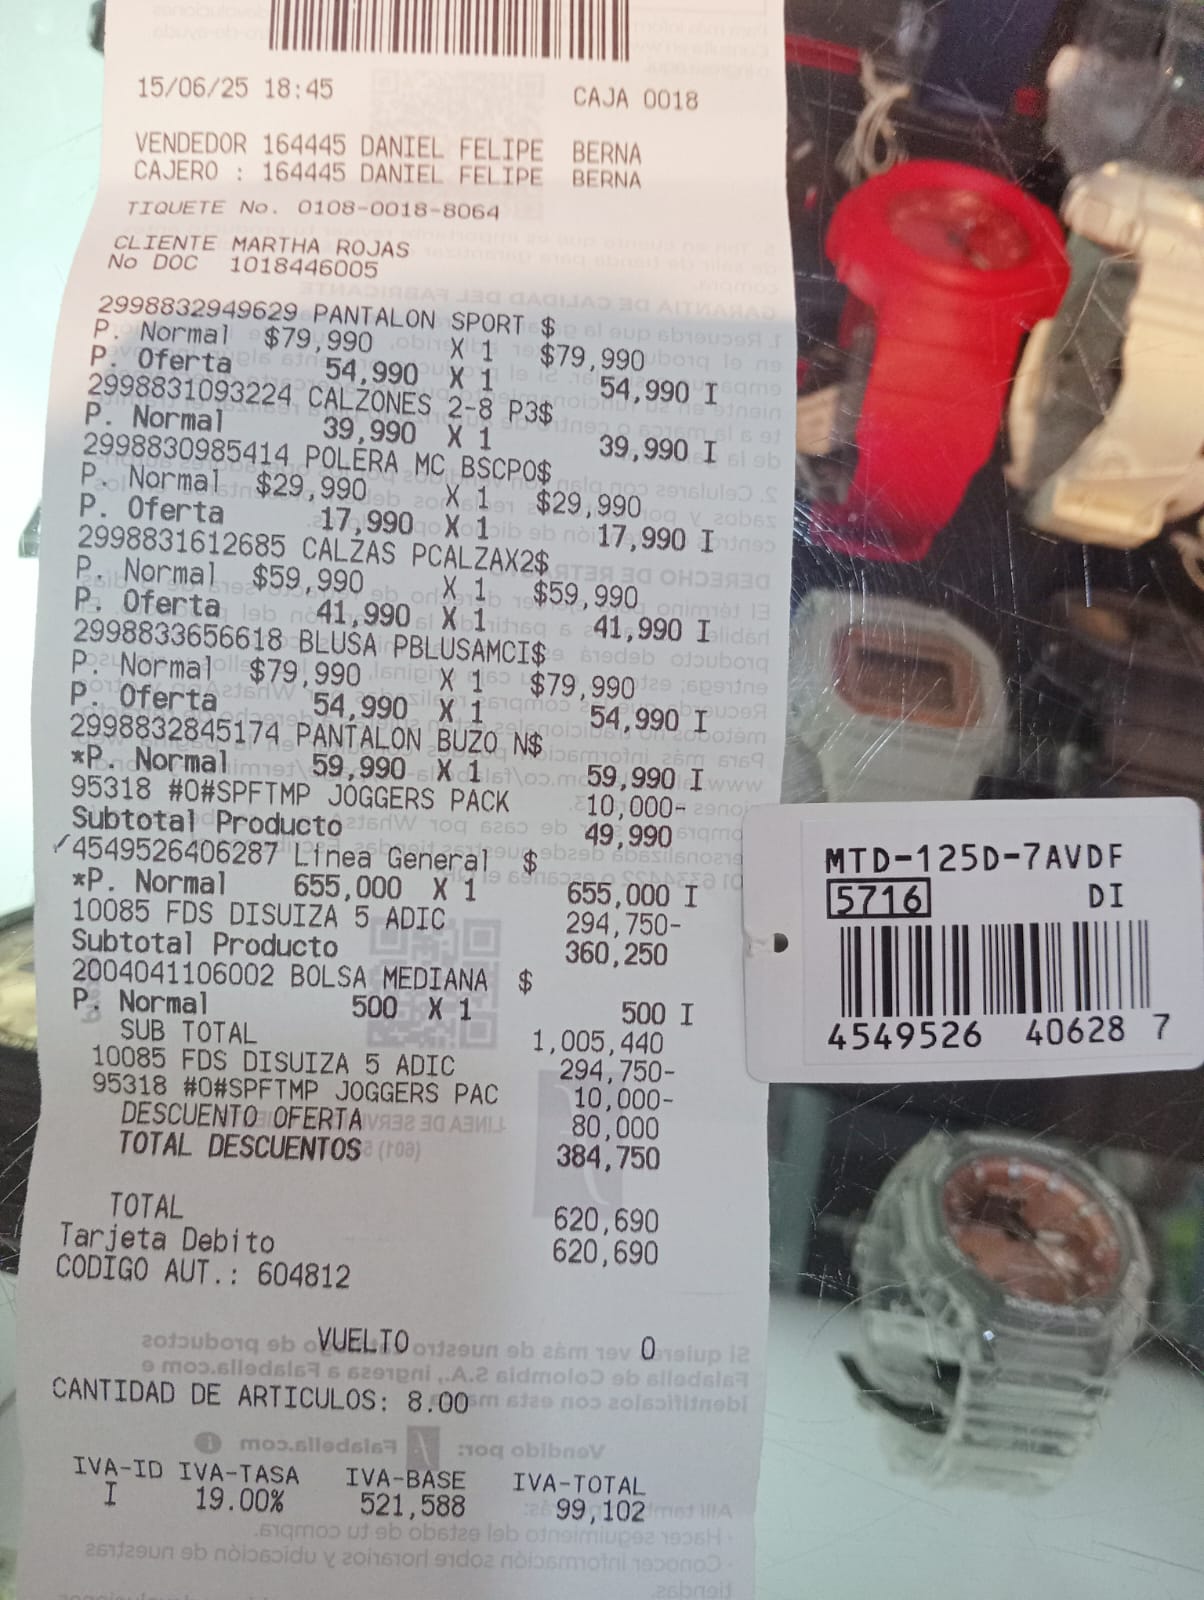 15/06/25 18:45 CAJA 0018
VENDEDOR 164445 DANIEL FELIPE BERNA
CAJERO : 164445 DANIEL FELIPE BERNA
TIQUETE No. 0108-0018-8064
CLIENTE MARTHA ROJAS
No DOC 1018446005
2998832949629 PANTALON SPORT $
P. Normal $79,990 X 1 $79,990
P. Oferta 54,990 X 1 54,990 I
2998831093224 CALZONES 2-8 P3$
P. Normal 39,990 X 1 39,990 I
2998830985414 POLERA MC BSCPO$
P. Normal $29,990 X 1 $29,990
P. Oferta 17,990 X 1 17,990 I
2998831612685 CALZAS PCALZAX2$
P. Normal $59,990 X 1 $59,990
P. Oferta 41,990 X 1 41,990 I
2998833656618 BLUSA PBLUSAMCI$
P. Normal $79,990 X 1 $79,990
P. Oferta 54,990 X 1 54,990 I
2998832845174 PANTALON BUZO N$
*P. Normal 59,990 X 1 59,990 I
95318 #O#SPFTMP JOGGERS PACK 10,000-
Subtotal Producto 49,990
4549526406287 Linea General $
*P. Normal 655,000 X 1 655,000 I
10085 FDS DISUIZA 5 ADIC 294,750-
Subtotal Producto 360,250
2004041106002 BOLSA MEDIANA $
P. Normal 500 X 1 500 I
SUB TOTAL 1,005,440
10085 FDS DISUIZA 5 ADIC 294,750-
95318 #O#SPFTMP JOGGERS PAC 10,000-
DESCUENTO OFERTA 80,000
TOTAL DESCUENTOS 384,750
TOTAL 620,690
Tarjeta Debito 620,690
CODIGO AUT.: 604812
VUELTO 0
CANTIDAD DE ARTICULOS: 8.00
IVA-ID IVA-TASA IVA-BASE IVA-TOTAL
I 19.00% 521,588 99,102
MTD-125D-7AVDF
5716 DI
4549526 40628 7